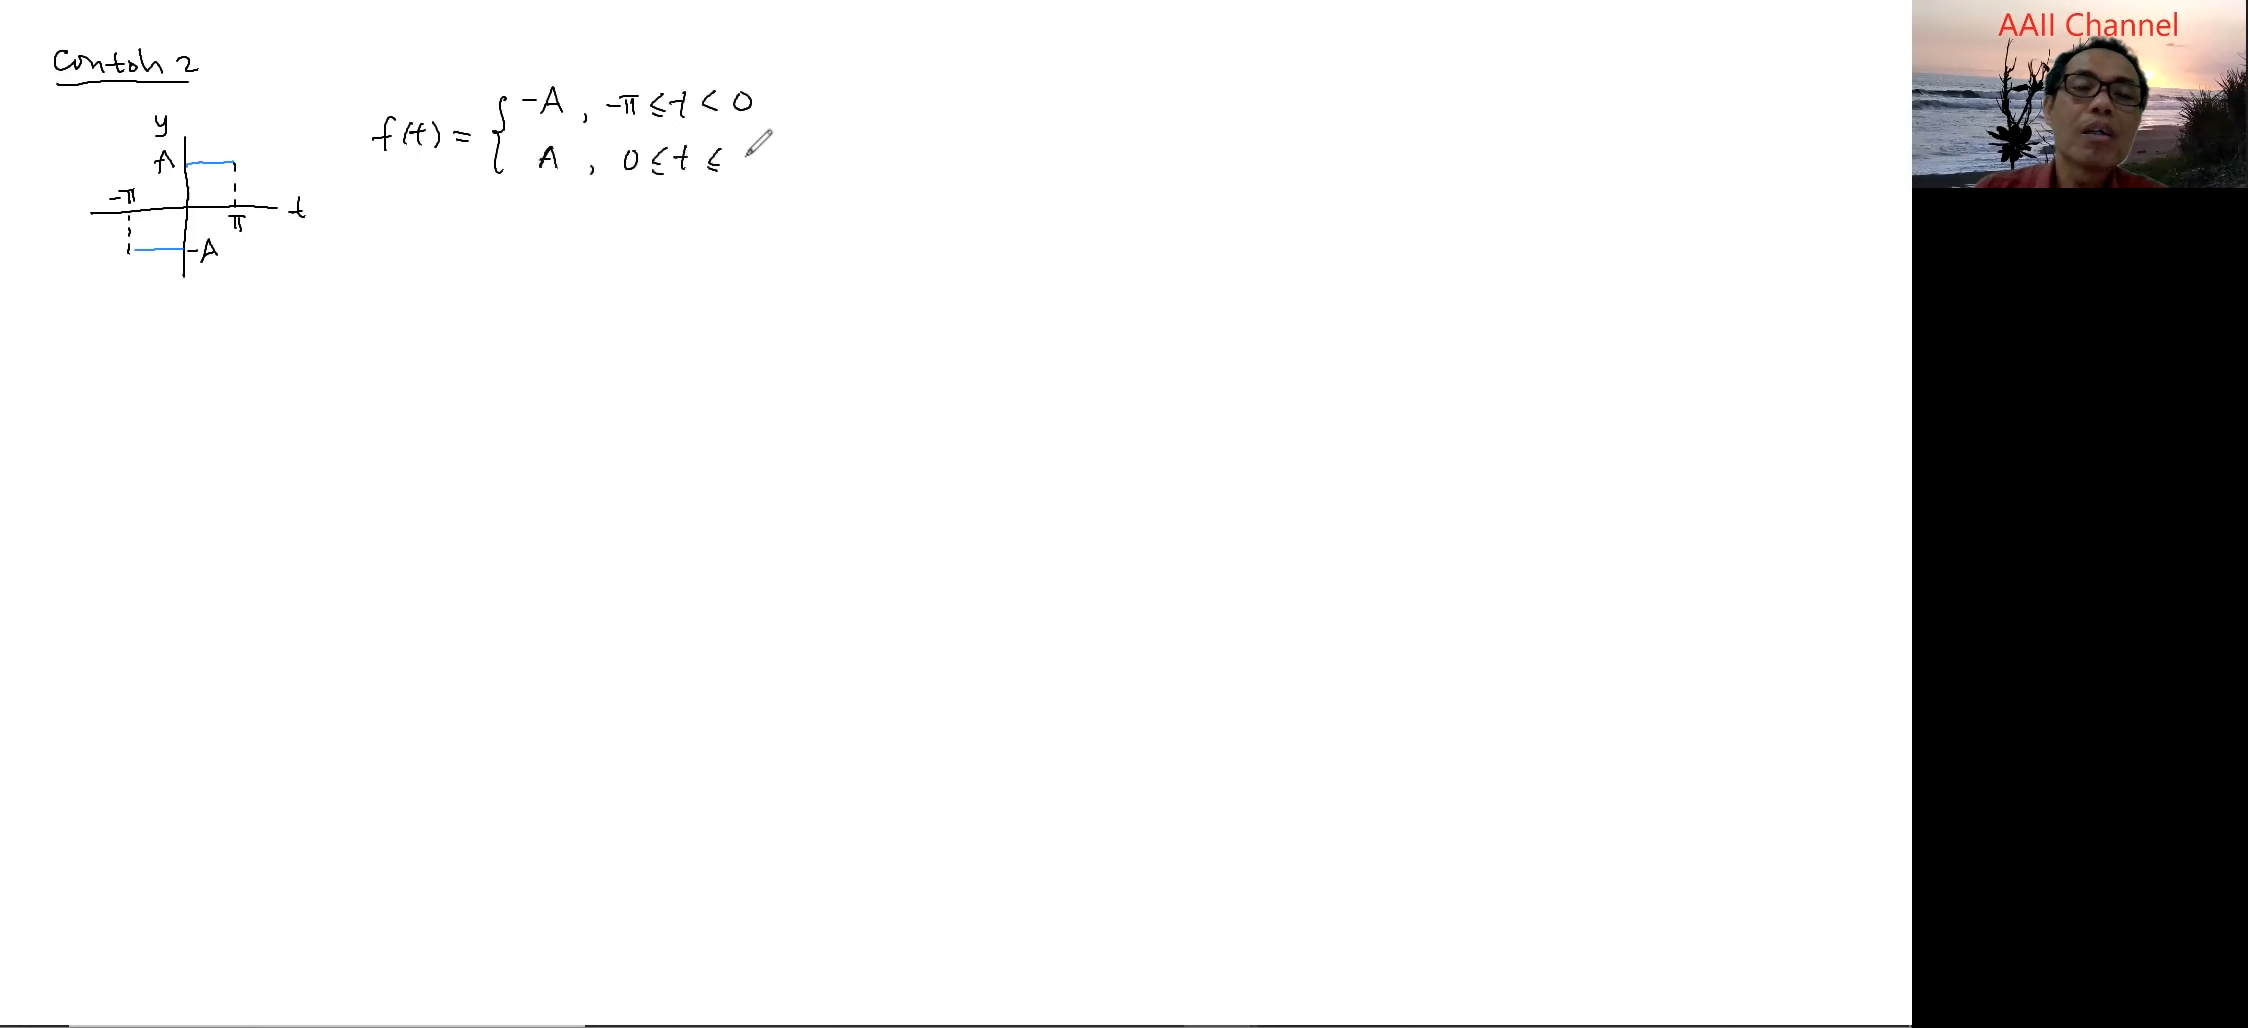 Contoh 2
y
A
-π
t
π
-A
f(t) = { -A , -π ≤ t < 0
A , 0 ≤ t ≤
AAII Channel